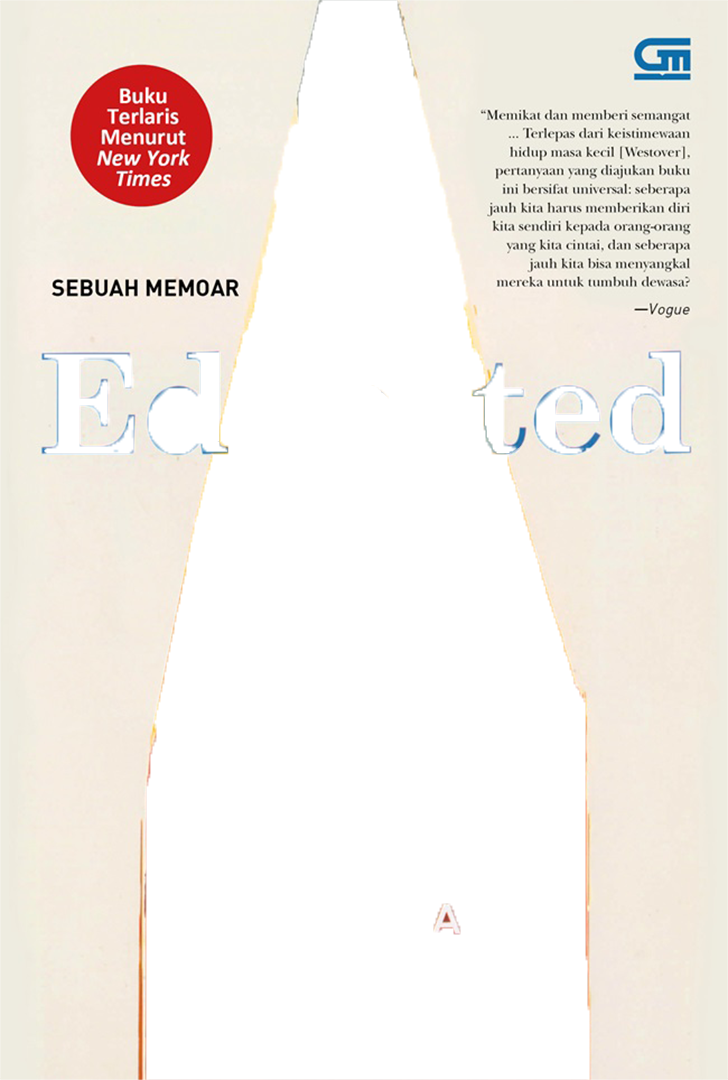 Buku
Terlaris
Menurut
New York
Times
GM
“Memikat dan memberi semangat
... Terlepas dari keistimewaan
hidup masa kecil [Westover],
pertanyaan yang diajukan buku
ini bersifat universal: seberapa
jauh kita harus memberikan diri
kita sendiri kepada orang-orang
yang kita cintai, dan seberapa
jauh kita bisa menyangkal
mereka untuk tumbuh dewasa?
—Vogue
SEBUAH MEMOAR
Ed ted
A